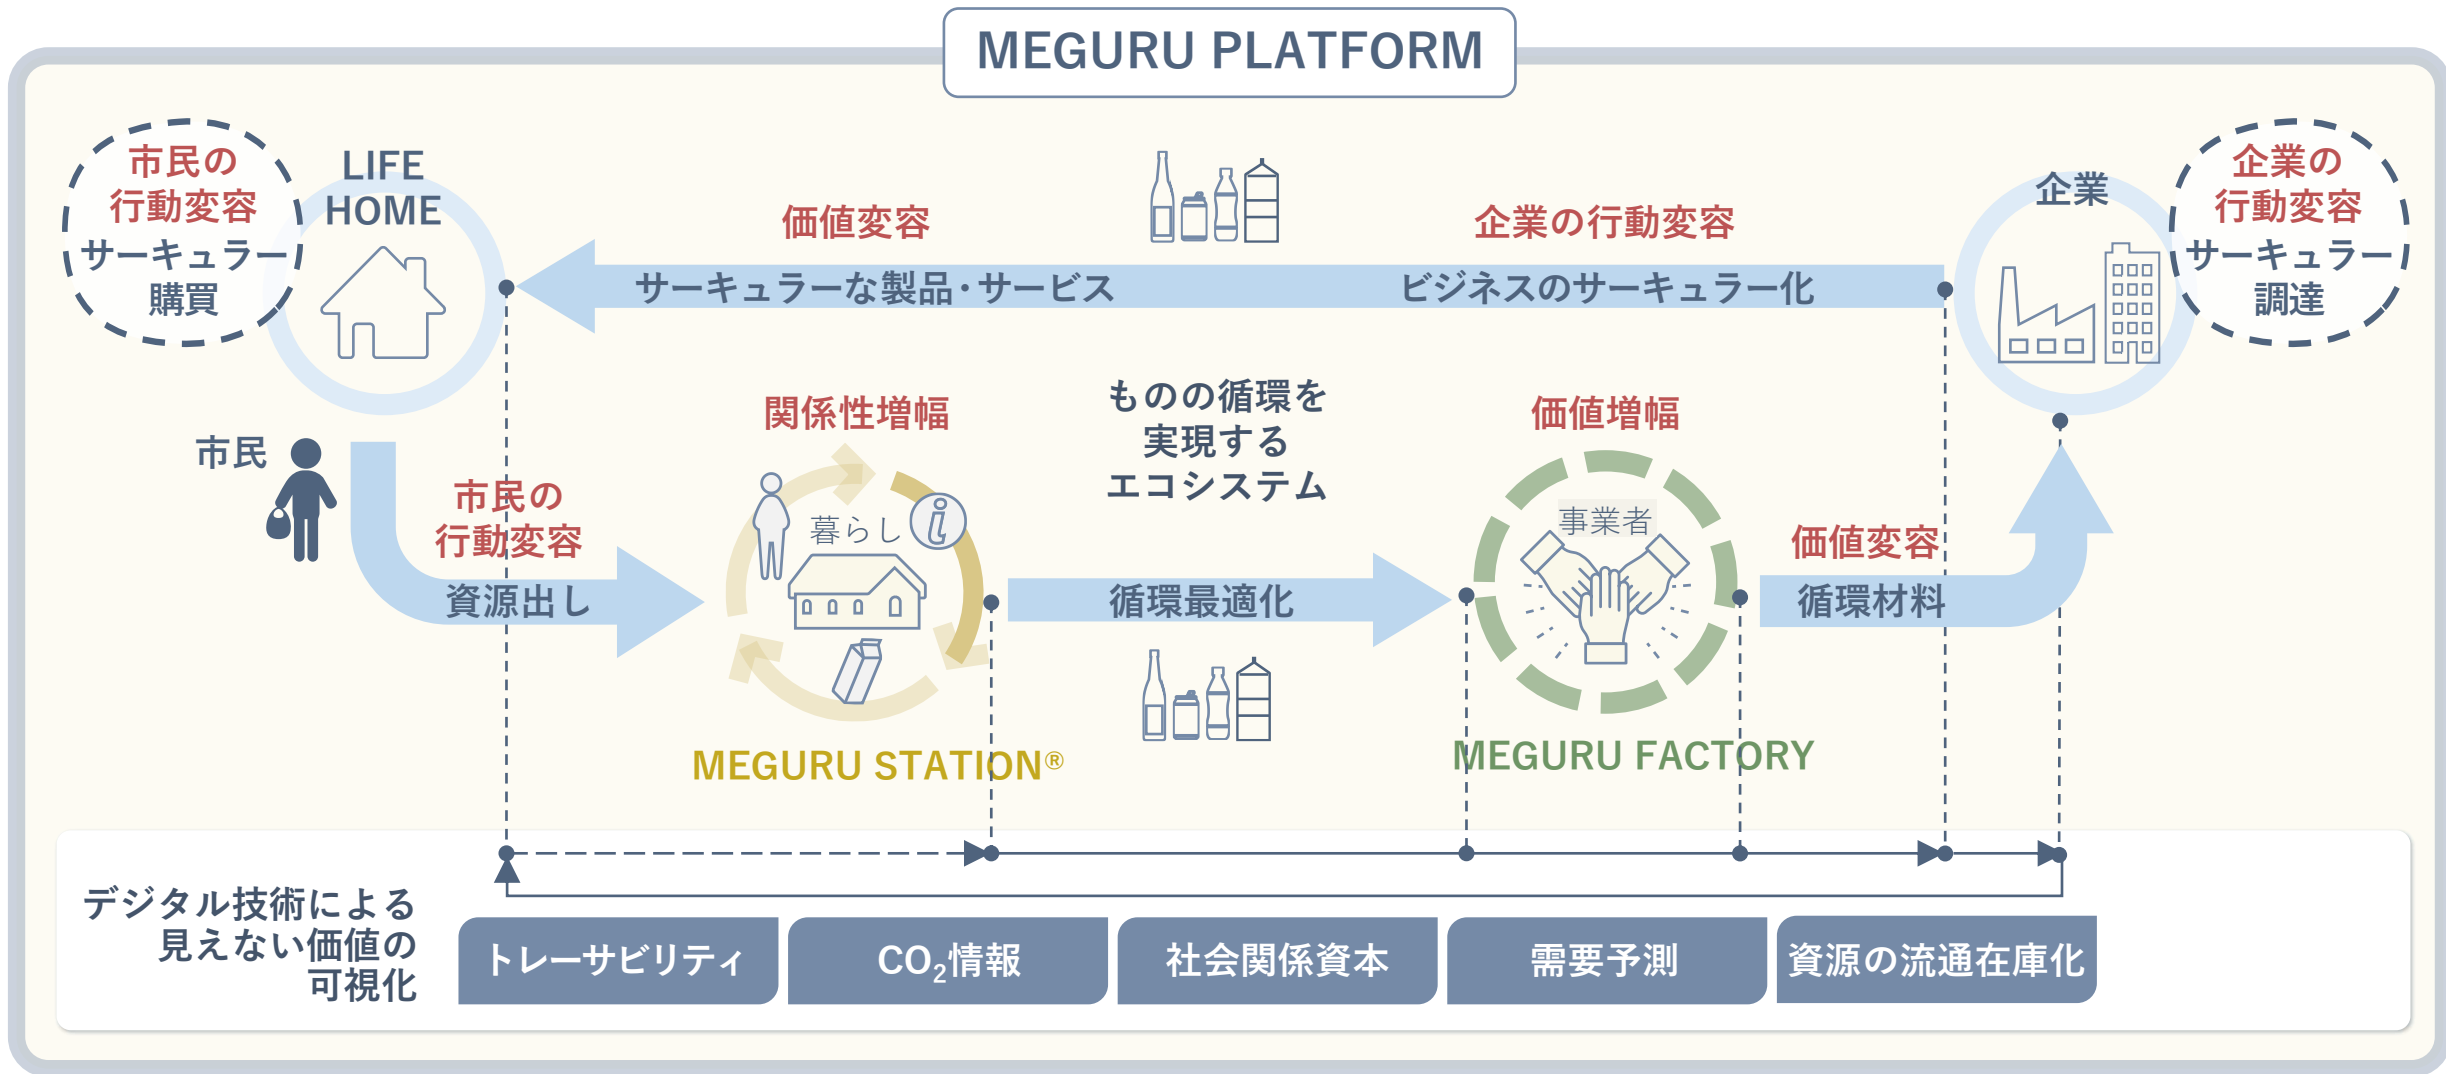 MEGURU PLATFORM
市民の
行動変容
サーキュラー
購買
LIFE
HOME
価値変容
サーキュラーな製品・サービス
企業の行動変容
ビジネスのサーキュラー化
企業
企業の
行動変容
サーキュラー
調達
市民
市民の
行動変容
資源出し
関係性増幅
暮らし
i
MEGURU STATION®
ものの循環を
実現する
エコシステム
循環最適化
価値増幅
事業者
MEGURU FACTORY
価値変容
循環材料
デジタル技術による
見えない価値の
可視化
トレーサビリティ
CO₂情報
社会関係資本
需要予測
資源の流通在庫化